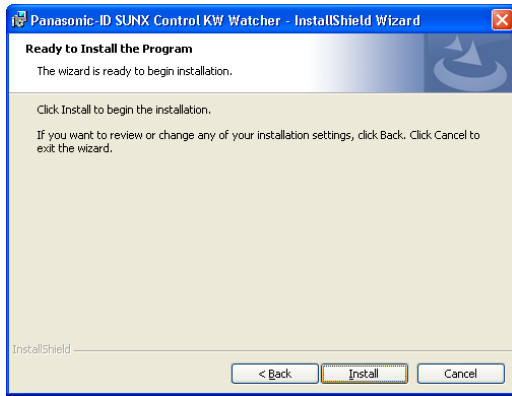 Panasonic-ID SUNX Control KW Watcher - InstallShield Wizard
Ready to Install the Program
The wizard is ready to begin installation.
Click Install to begin the installation.
If you want to review or change any of your installation settings, click Back. Click Cancel to
exit the wizard.
InstallShield
< Back Install Cancel